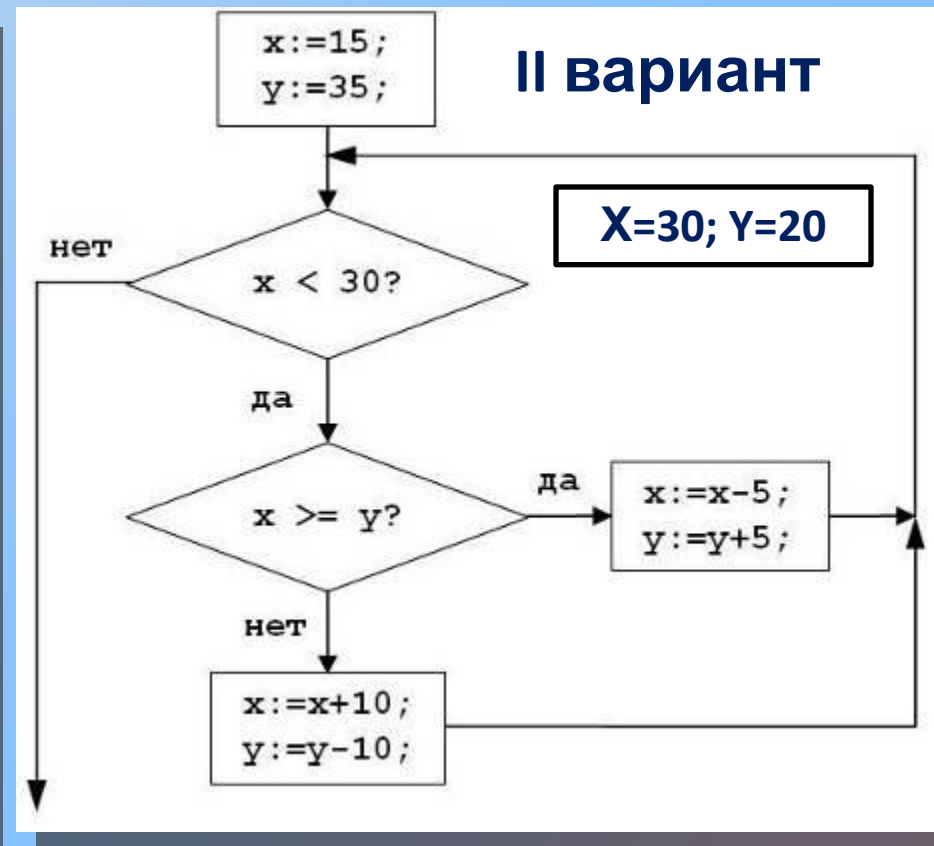 x:=15;
y:=35;
II вариант
X=30; Y=20
нет
x < 30?
да
x >= y?
да
x:=x-5;
y:=y+5;
нет
x:=x+10;
y:=y-10;